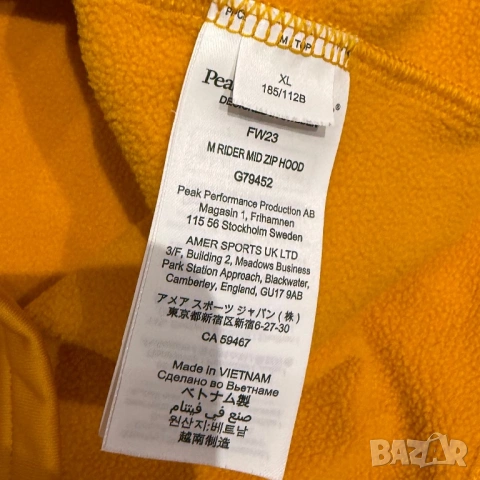 XL
185/112B
Peak
FW23
M RIDER MID ZIP HOOD
G79452
Peak Performance Production AB
Magasin 1, Frihamnen
115 56 Stockholm Sweden
AMER SPORTS UK LTD
3/F, Building 2, Meadows Business
Park Station Approach, Blackwater,
Camberley, England, GU17 9AB
アメア スポーツ ジャパン (株)
東京都新宿区新宿6-27-30
CA 59467
Made in VIETNAM
Сделано во Вьетнаме
ベトナム製
صنع في فيتنام
원산지:베트남
越南制造
BAZAR